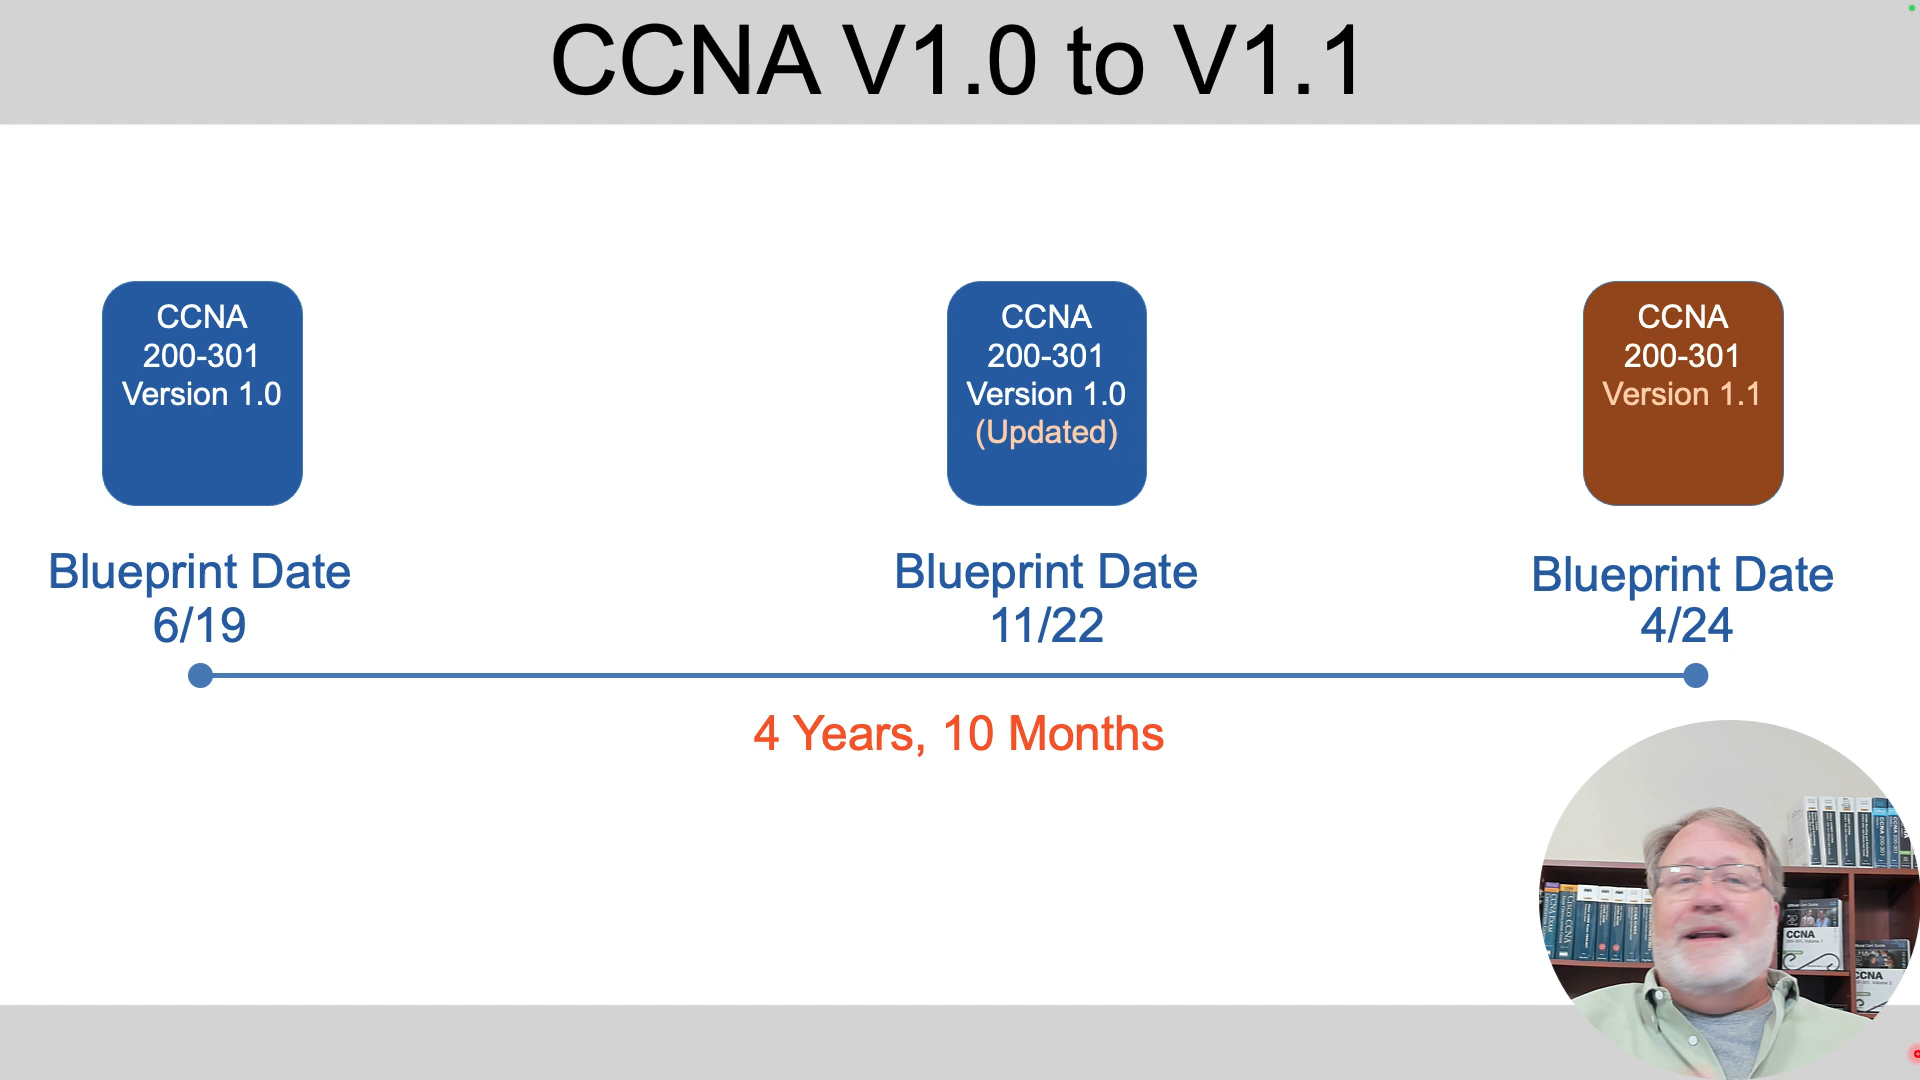 CCNA V1.0 to V1.1
CCNA
200-301
Version 1.0
CCNA
200-301
Version 1.0
(Updated)
CCNA
200-301
Version 1.1
Blueprint Date
6/19
Blueprint Date
11/22
Blueprint Date
4/24
4 Years, 10 Months
CCNA
CCNA